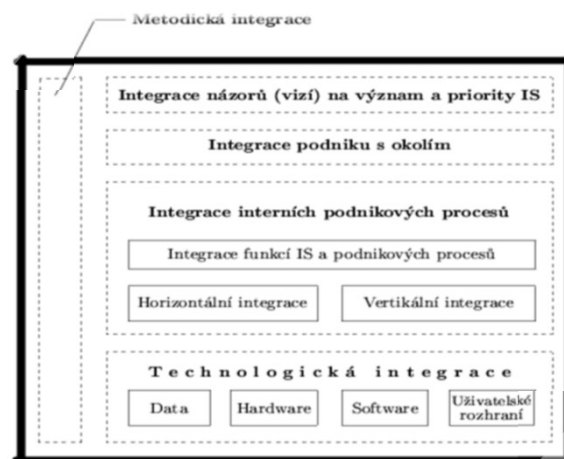 Metodická integrace
Integrace názorů (vizí) na význam a priority IS
Integrace podniku s okolím
Integrace interních podnikových procesů
Integrace funkcí IS a podnikových procesů
Horizontální integrace
Vertikální integrace
Technologická integrace
Data
Hardware
Software
Uživatelské
rozhraní